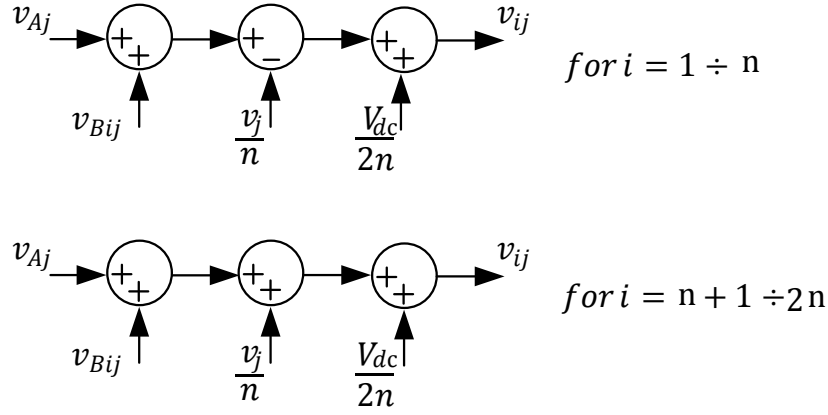 v_Aj + + + − + + v_ij
for i = 1 ÷ n
v_Bij v_j/n V_dc/2n
v_Aj + + + + + + v_ij
for i = n + 1 ÷ 2n
v_Bij v_j/n V_dc/2n